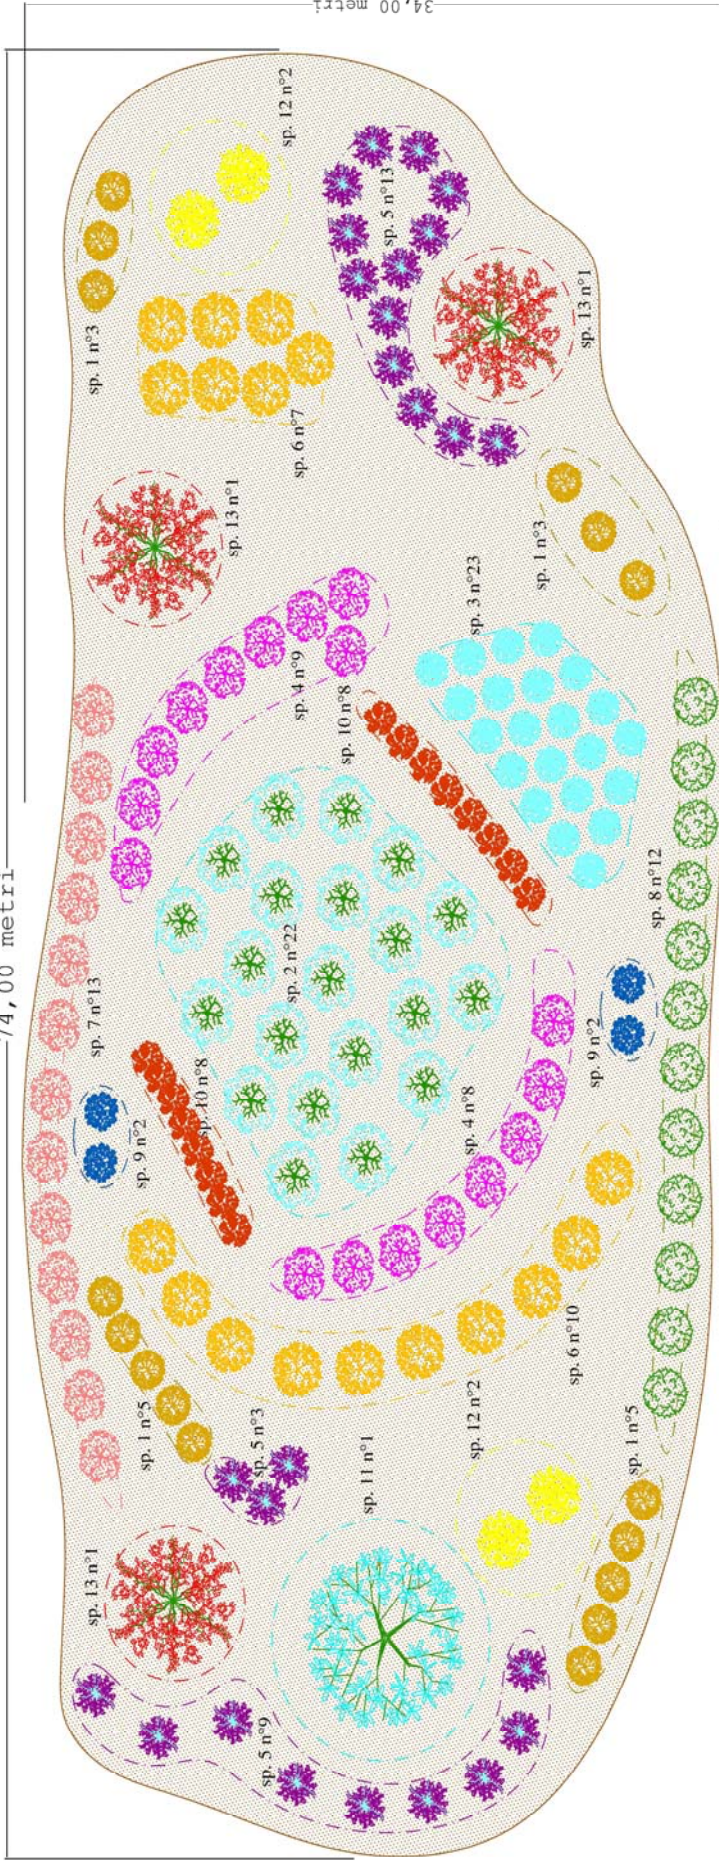 34,00 metri
74,00 metri
sp. 12 n°2
sp. 5 n°13
sp. 13 n°1
sp. 1 n°3
sp. 6 n°7
sp. 13 n°1
sp. 1 n°3
sp. 3 n°23
sp. 4 n°9
sp. 10 n°8
sp. 8 n°12
sp. 2 n°22
sp. 7 n°13
sp. 9 n°2
sp. 10 n°8
sp. 4 n°8
sp. 9 n°2
sp. 6 n°10
sp. 12 n°2
sp. 1 n°5
sp. 5 n°3
sp. 11 n°1
sp. 1 n°5
sp. 13 n°1
sp. 5 n°9